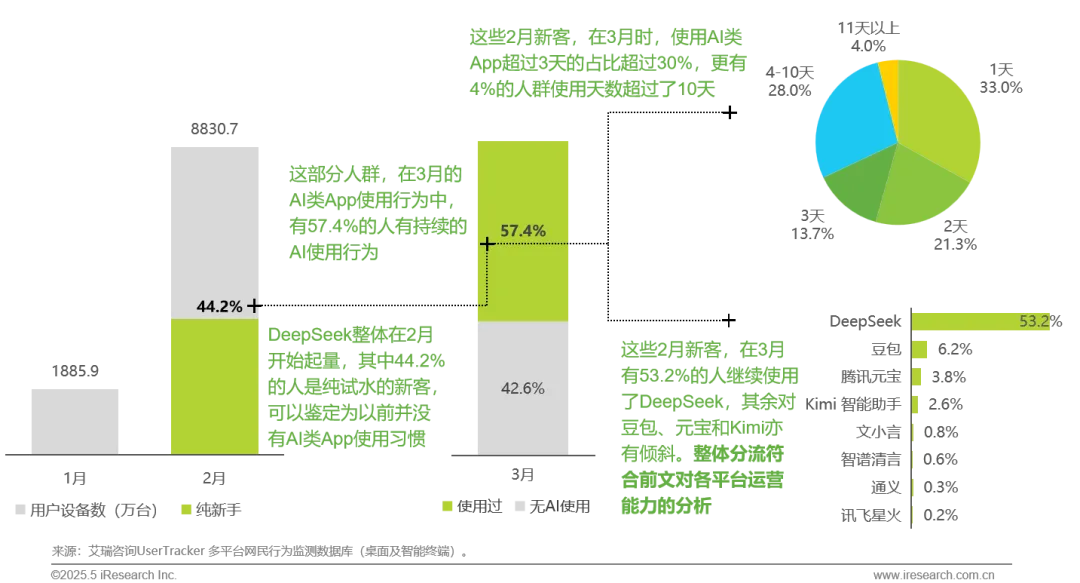 这些2月新客，在3月时，使用AI类
App超过3天的占比超过30%，更有
4%的人群使用天数超过了10天
11天以上
4.0%
4-10天
28.0%
1天
33.0%
3天
13.7%
2天
21.3%
8830.7
这部分人群，在3月的
AI类App使用行为中，
有57.4%的人有持续的
AI使用行为
57.4%
44.2%
DeepSeek整体在2月
开始起量，其中44.2%
的人是纯试水的新客，
可以鉴定为以前并没
有AI类App使用习惯
1885.9
42.6%
1月
2月
3月
用户设备数（万台）
纯新手
使用过
无AI使用
这些2月新客，在3月
有53.2%的人继续使用
了DeepSeek，其余对
豆包、元宝和Kimi亦
有倾斜。整体分流符
合前文对各平台运营
能力的分析
DeepSeek 53.2%
豆包 6.2%
腾讯元宝 3.8%
Kimi 智能助手 2.6%
文小言 0.8%
智谱清言 0.6%
通义 0.3%
讯飞星火 0.2%
来源：艾瑞咨询UserTracker 多平台网民行为监测数据库（桌面及智能终端）。
©2025.5 iResearch Inc.
www.iresearch.com.cn